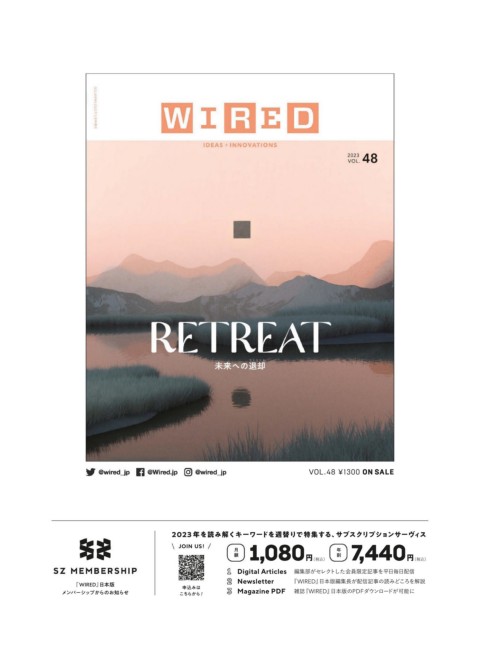 WIRED
IDEAS + INNOVATIONS
2023
VOL. 48
RETREAT
未来への退却
@wired_jp @Wired.jp @wired_jp
VOL.48 ¥1300 ON SALE
2023年を読み解くキーワードを週替りで特集する、サブスクリプションサーヴィス
SZ MEMBERSHIP
『WIRED』日本版
メンバーシップからのお知らせ
\ JOIN US! /
申込みは
こちらから!
月額 1,080円(税込) 年割 7,440円(税込)
Digital Articles 編集部がセレクトした会員限定記事を平日毎日配信
Newsletter 『WIRED』日本版編集長が配信記事の読みどころを解説
Magazine PDF 雑誌『WIRED』日本版のPDFダウンロードが可能に